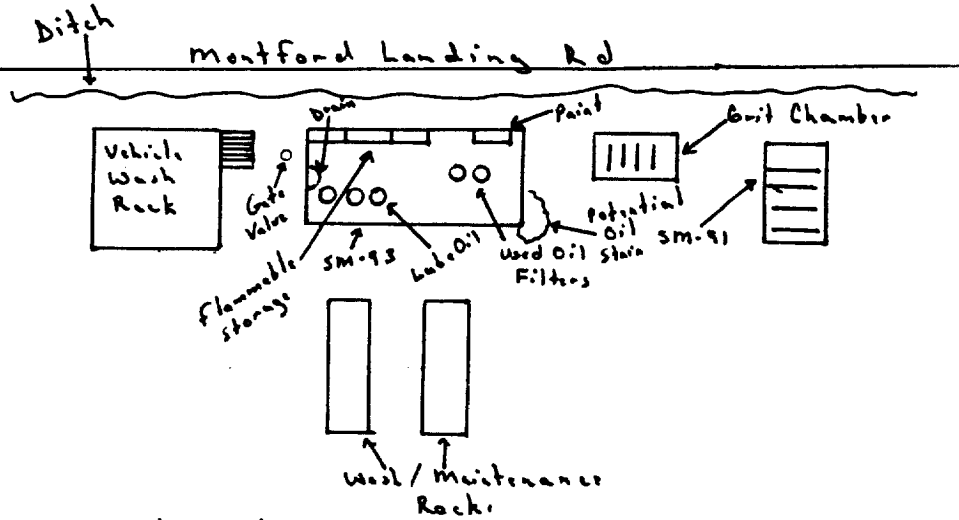 Ditch
Montford Landing Rd
Drain
Paint
Grit Chamber
Vehicle
Wash
Rack
Gate
Valve
Flammable
Storage
SM-93
Lube Oil
Used Oil
Filters
Potential
Oil
Stain
SM-91
Wash / Maintenance
Racks